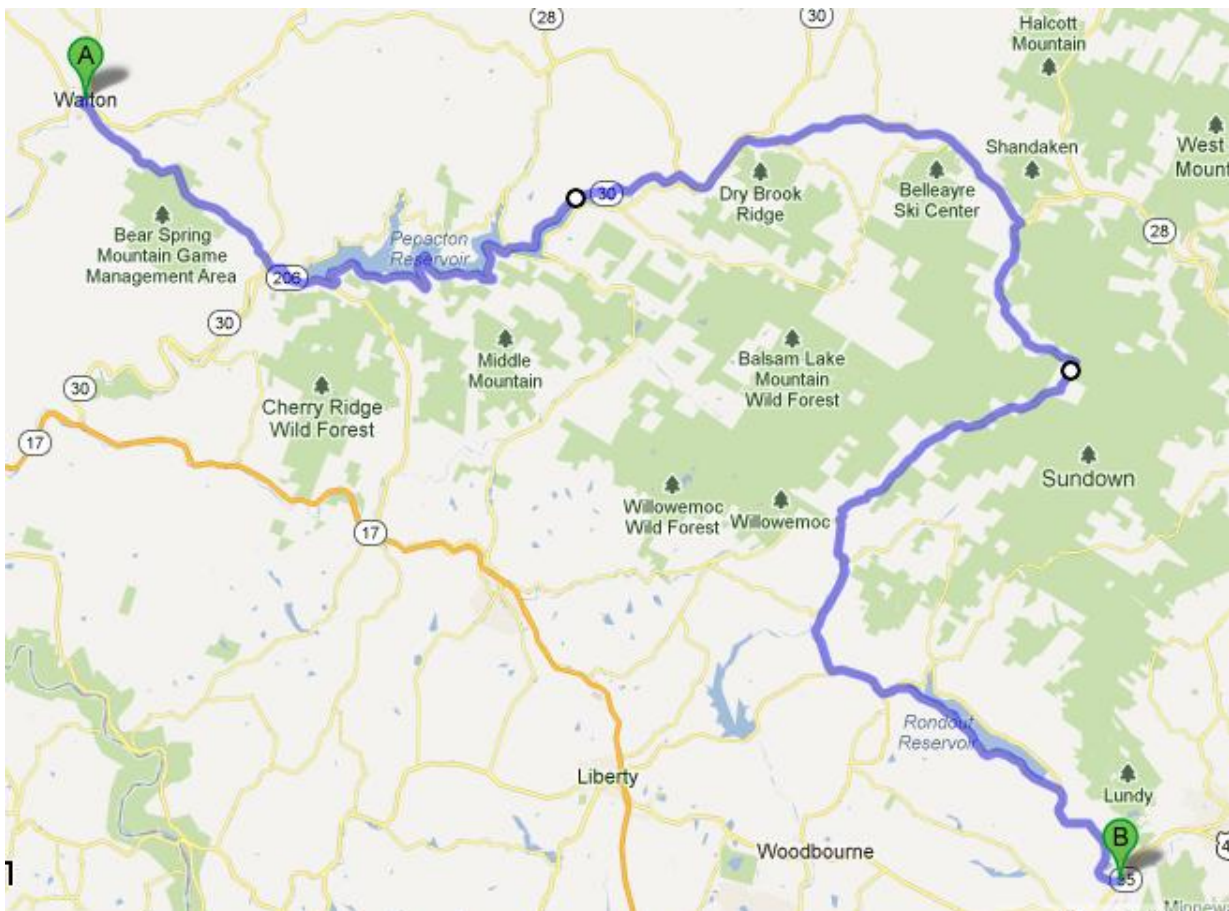 28
30
Halcott
Mountain
A
Walton
West
Mount
Shandaken
Dry Brook
Ridge
Belleayre
Ski Center
30
Bear Spring
Mountain Game
Management Area
Pepacton
Reservoir
28
206
30
Middle
Mountain
Balsam Lake
Mountain
Wild Forest
30
Cherry Ridge
Wild Forest
17
Sundown
Willowemoc
Wild Forest
Willowemoc
17
Rondout
Reservoir
Liberty
Lundy
B
Woodbourne
4
1
Minnew